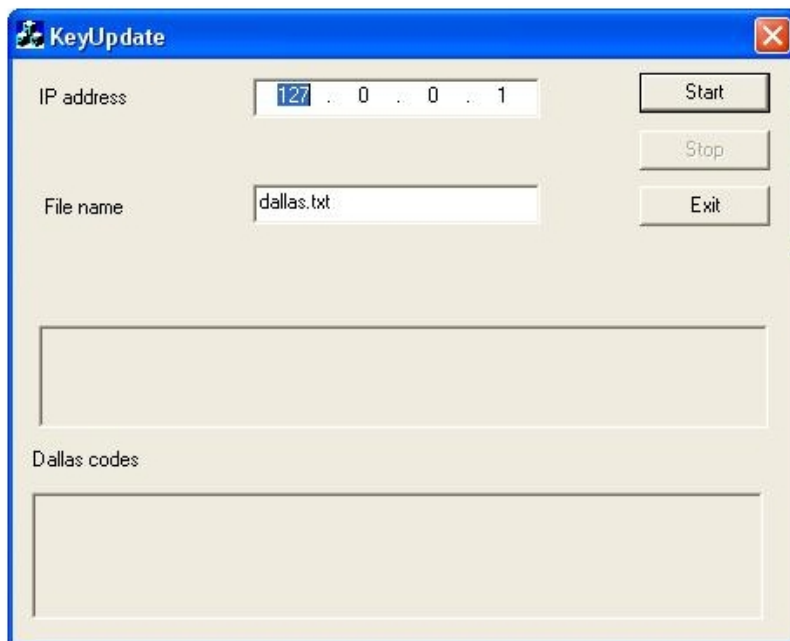 KeyUpdate
IP address 127 . 0 . 0 . 1 Start
Stop
File name dallas.txt Exit
Dallas codes